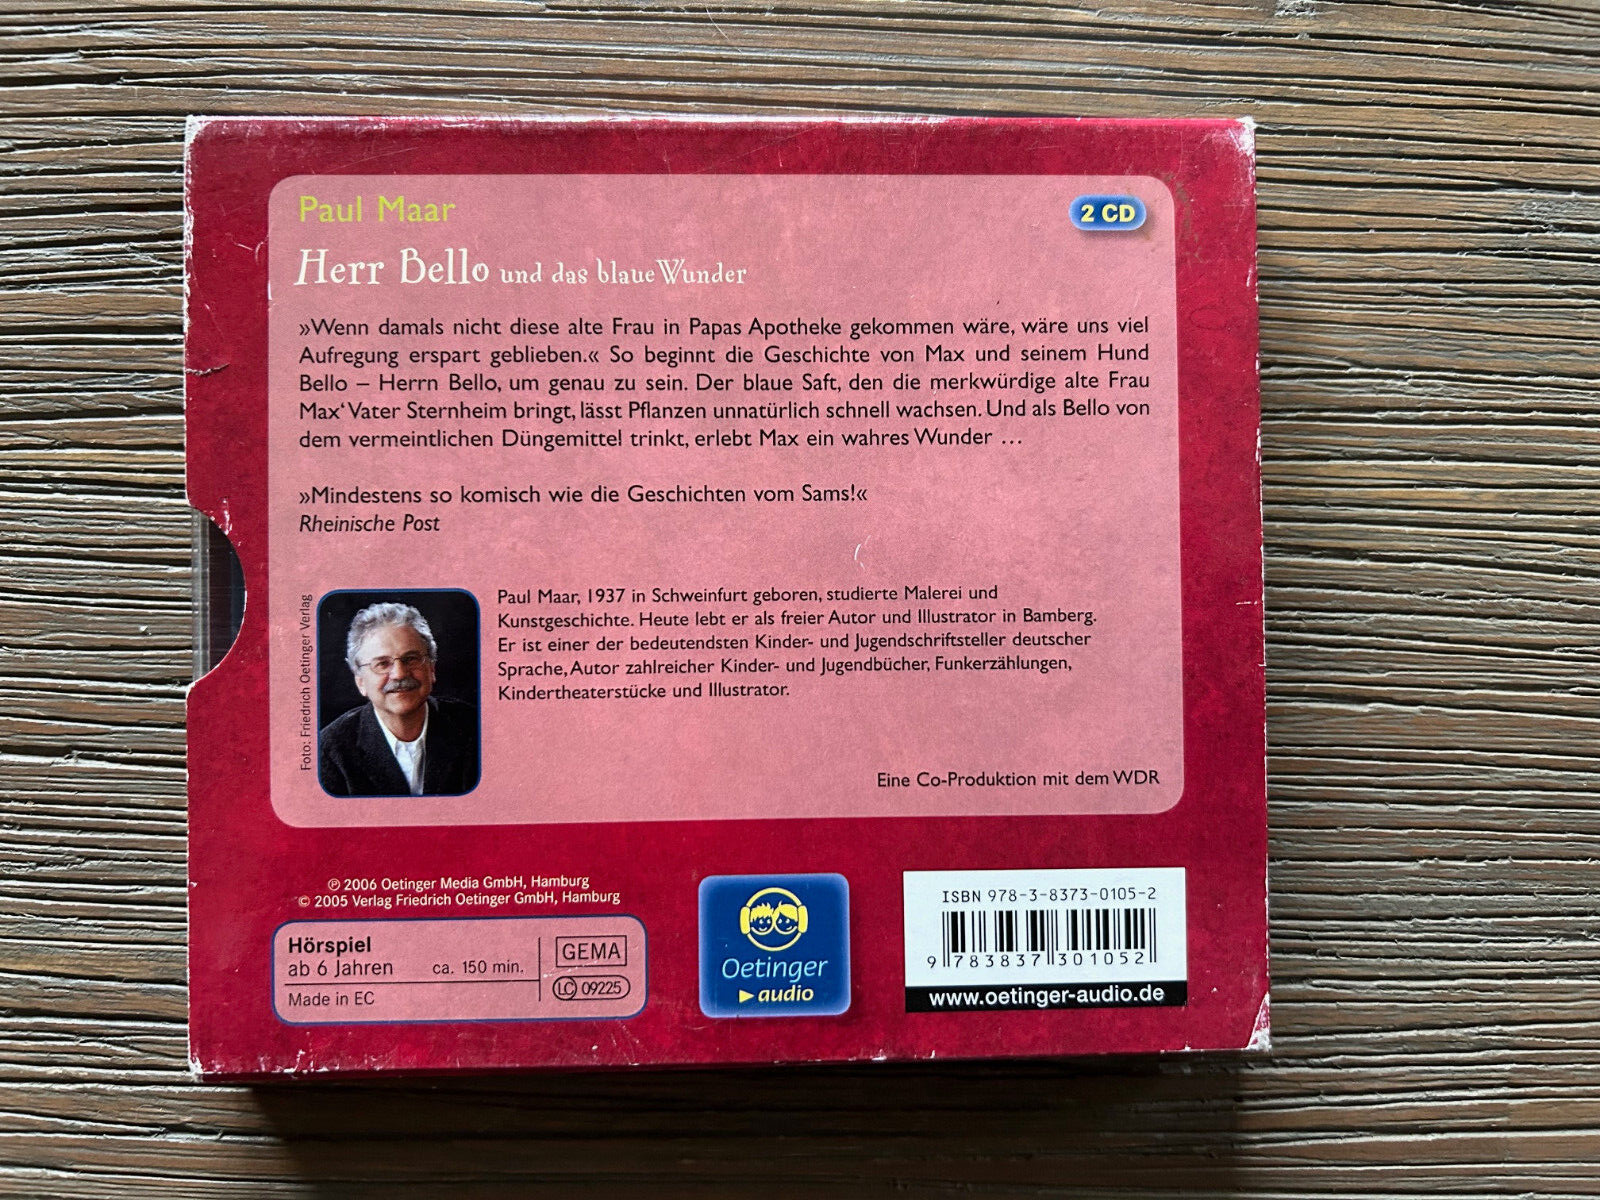 Paul Maar
2 CD
Herr Bello und das blaue Wunder
»Wenn damals nicht diese alte Frau in Papas Apotheke gekommen wäre, wäre uns viel
Aufregung erspart geblieben.« So beginnt die Geschichte von Max und seinem Hund
Bello – Herrn Bello, um genau zu sein. Der blaue Saft, den die merkwürdige alte Frau
Max‘ Vater Sternheim bringt, lässt Pflanzen unnatürlich schnell wachsen. Und als Bello von
dem vermeintlichen Düngemittel trinkt, erlebt Max ein wahres Wunder …
»Mindestens so komisch wie die Geschichten vom Sams!«
Rheinische Post
Foto: Friedrich Oetinger Verlag
Paul Maar, 1937 in Schweinfurt geboren, studierte Malerei und
Kunstgeschichte. Heute lebt er als freier Autor und Illustrator in Bamberg.
Er ist einer der bedeutendsten Kinder- und Jugendschriftsteller deutscher
Sprache, Autor zahlreicher Kinder- und Jugendbücher, Funkerzählungen,
Kindertheaterstücke und Illustrator.
Eine Co-Produktion mit dem WDR
℗ 2006 Oetinger Media GmbH, Hamburg
© 2005 Verlag Friedrich Oetinger GmbH, Hamburg
Hörspiel
ab 6 Jahren ca. 150 min.
Made in EC
GEMA
LC 09225
Oetinger
audio
ISBN 978-3-8373-0105-2
9 783837 301052
www.oetinger-audio.de